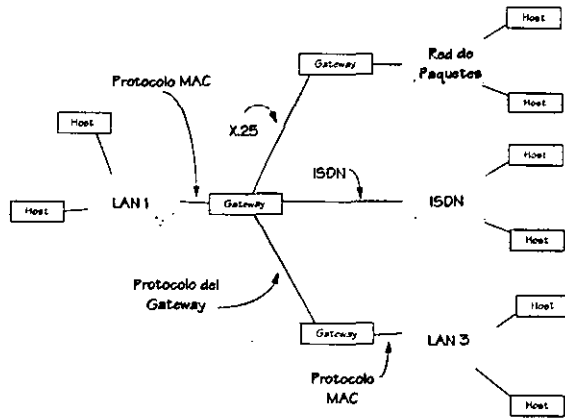 Host
Gateway
Red de
Paquetes
Protocolo MAC
Host
Host
X.25
Host
ISDN
Host
LAN 1
Gateway
ISDN
Host
Protocolo del
Gateway
Host
Gateway
LAN 3
Protocolo
MAC
Host